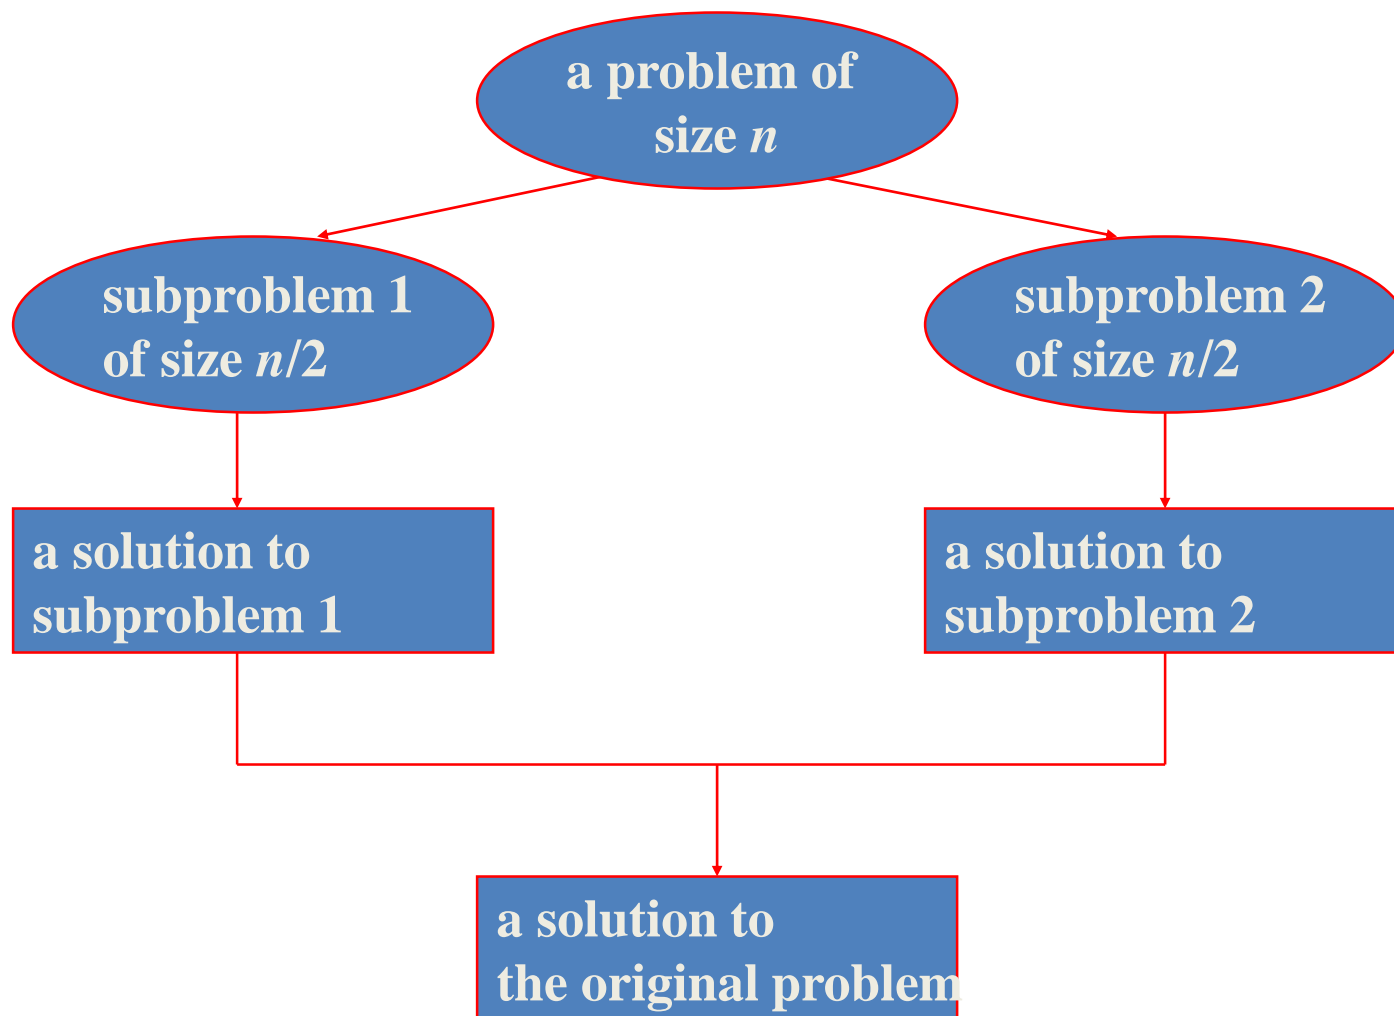 a problem of
size n
subproblem 1
of size n/2
subproblem 2
of size n/2
a solution to
subproblem 1
a solution to
subproblem 2
a solution to
the original problem